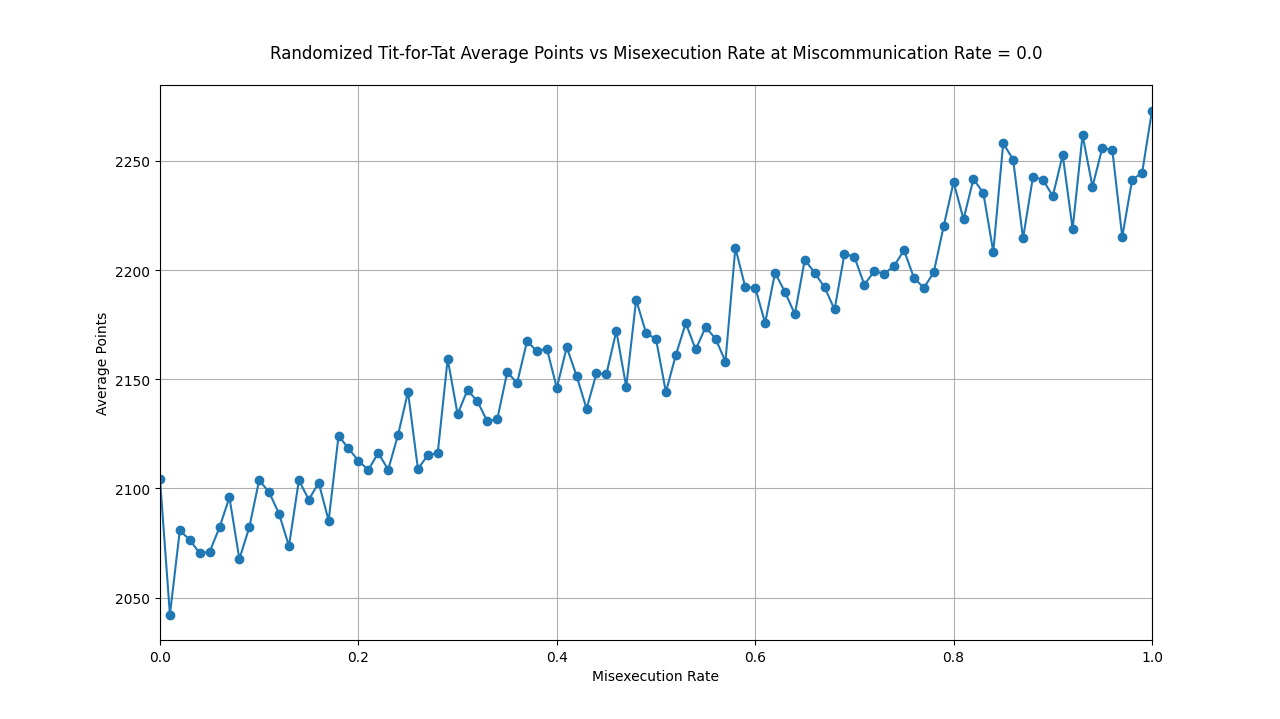 Randomized Tit-for-Tat Average Points vs Misexecution Rate at Miscommunication Rate = 0.0
2250
2200
2150
2100
2050
Average Points
0.0 0.2 0.4 0.6 0.8 1.0
Misexecution Rate